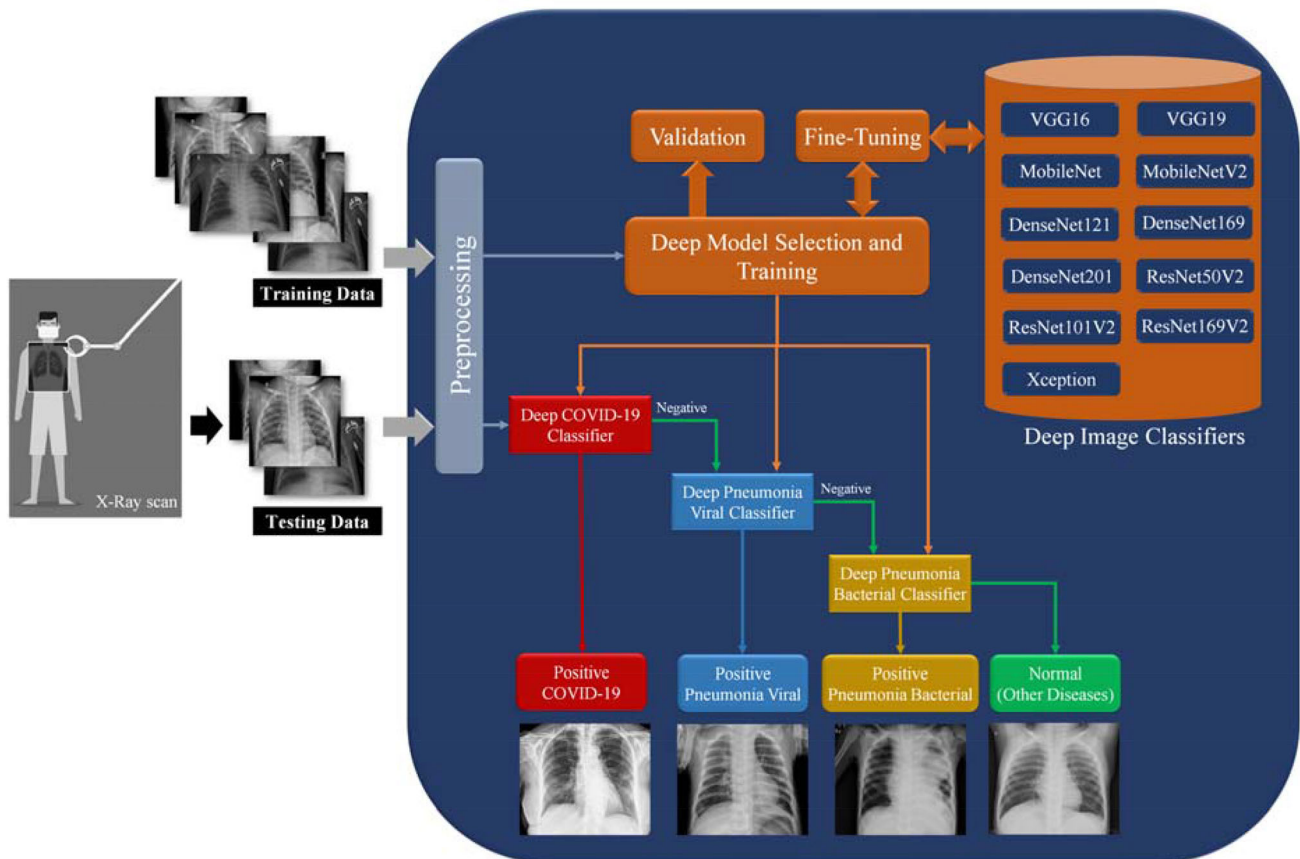 Training Data
X-Ray scan
Testing Data
Preprocessing
Validation
Fine-Tuning
Deep Model Selection and
Training
VGG16
VGG19
MobileNet
MobileNetV2
DenseNet121
DenseNet169
DenseNet201
ResNet50V2
ResNet101V2
ResNet169V2
Xception
Deep Image Classifiers
Deep COVID-19
Classifier
Negative
Deep Pneumonia
Viral Classifier
Negative
Deep Pneumonia
Bacterial Classifier
Positive
COVID-19
Positive
Pneumonia Viral
Positive
Pneumonia Bacterial
Normal
(Other Diseases)